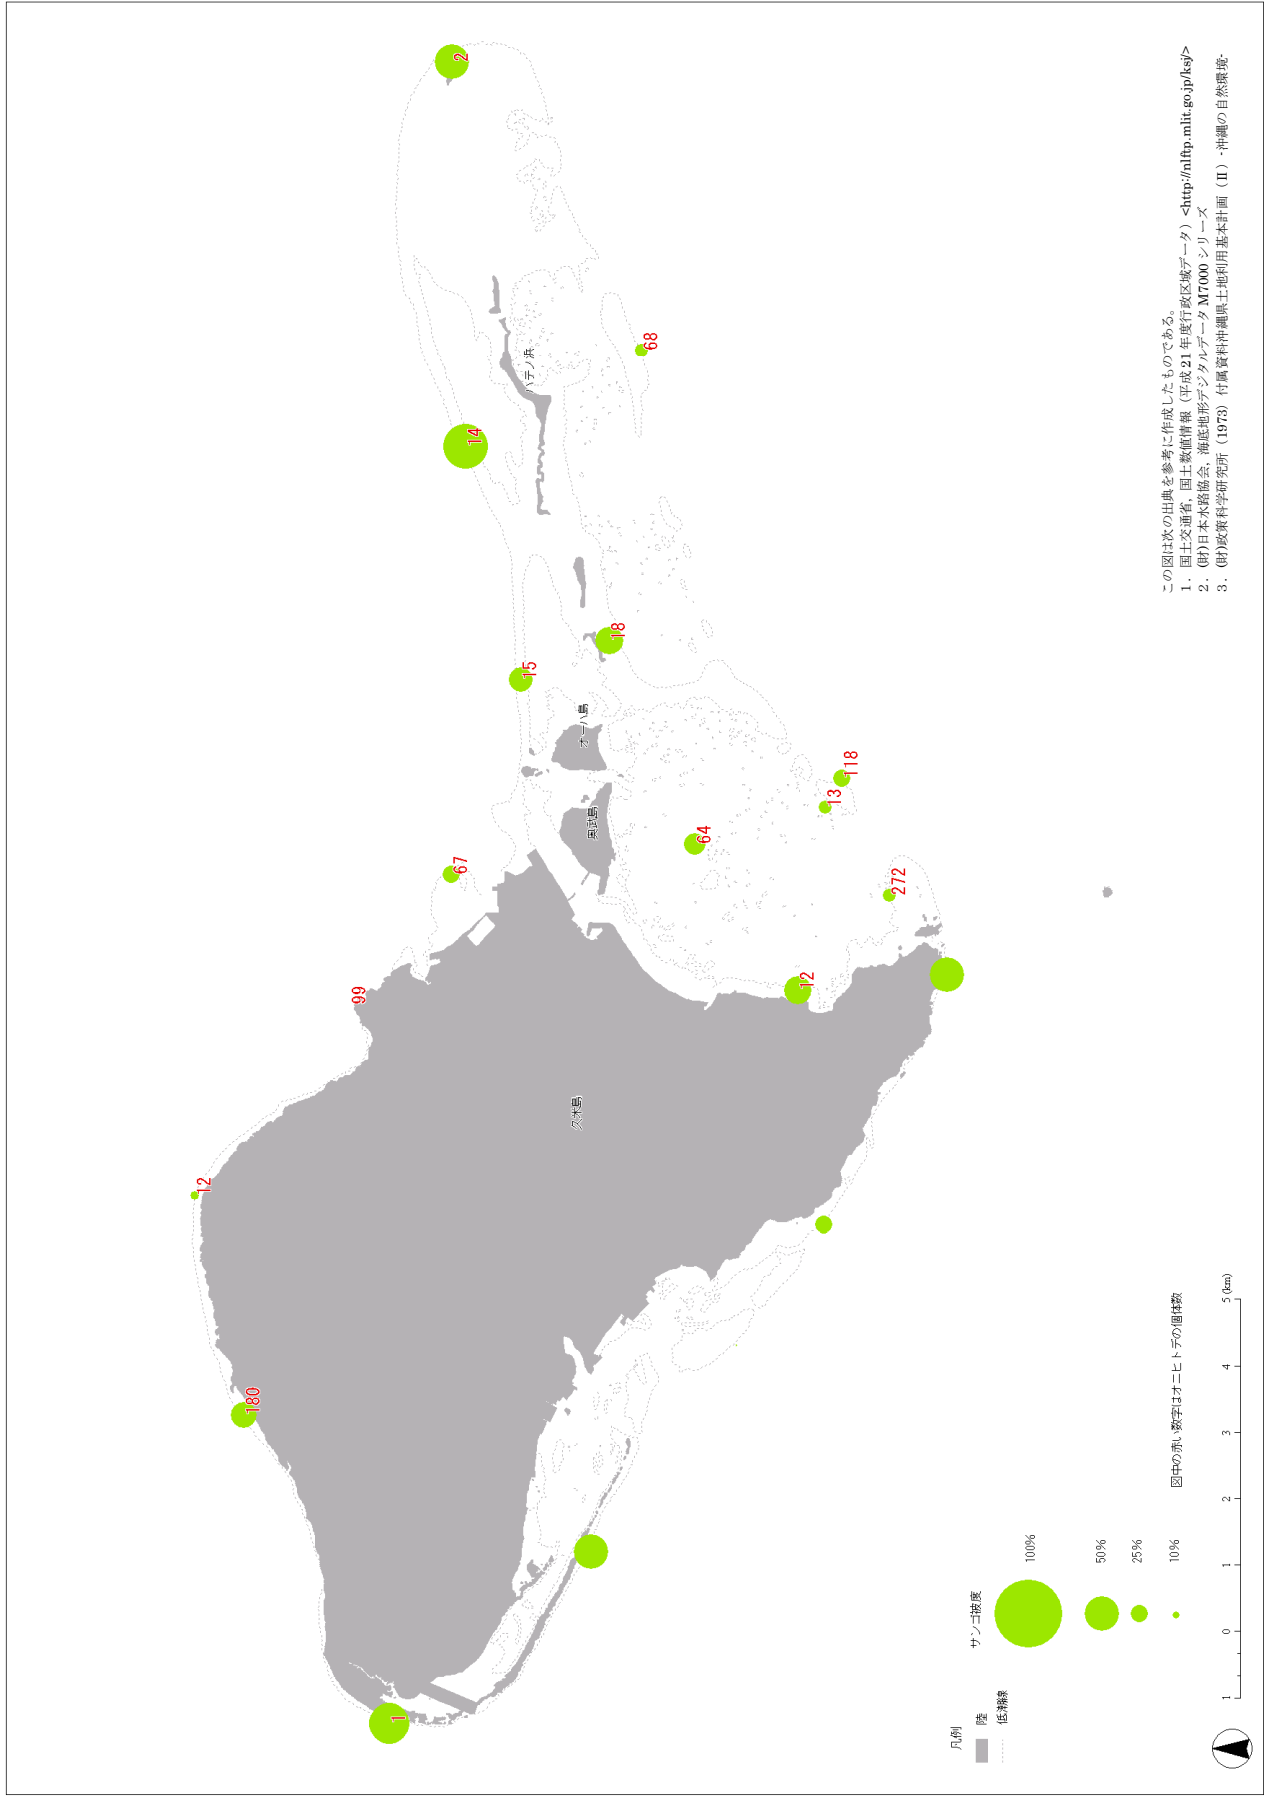 2
68
ハテノ浜
14
18
15
オーハ島
奥武島
118
13
64
67
272
12
99
久米島
12
180
1
この図は次の出典を参考に作成したものである。
1．国土交通省，国土数値情報（平成21年度行政区域データ）<http://nlftp.mlit.go.jp/ksj/>
2．(財)日本水路協会，海底地形デジタルデータM7000シリーズ
3．(財)政策科学研究所（1973）付属資料沖縄県土地利用基本計画（Ⅱ）-沖縄の自然環境-
凡例
陸
低潮線
サンゴ被度
100%
50%
25%
10%
図中の赤い数字はオニヒトデの個体数
1 0 1 2 3 4 5 (km)